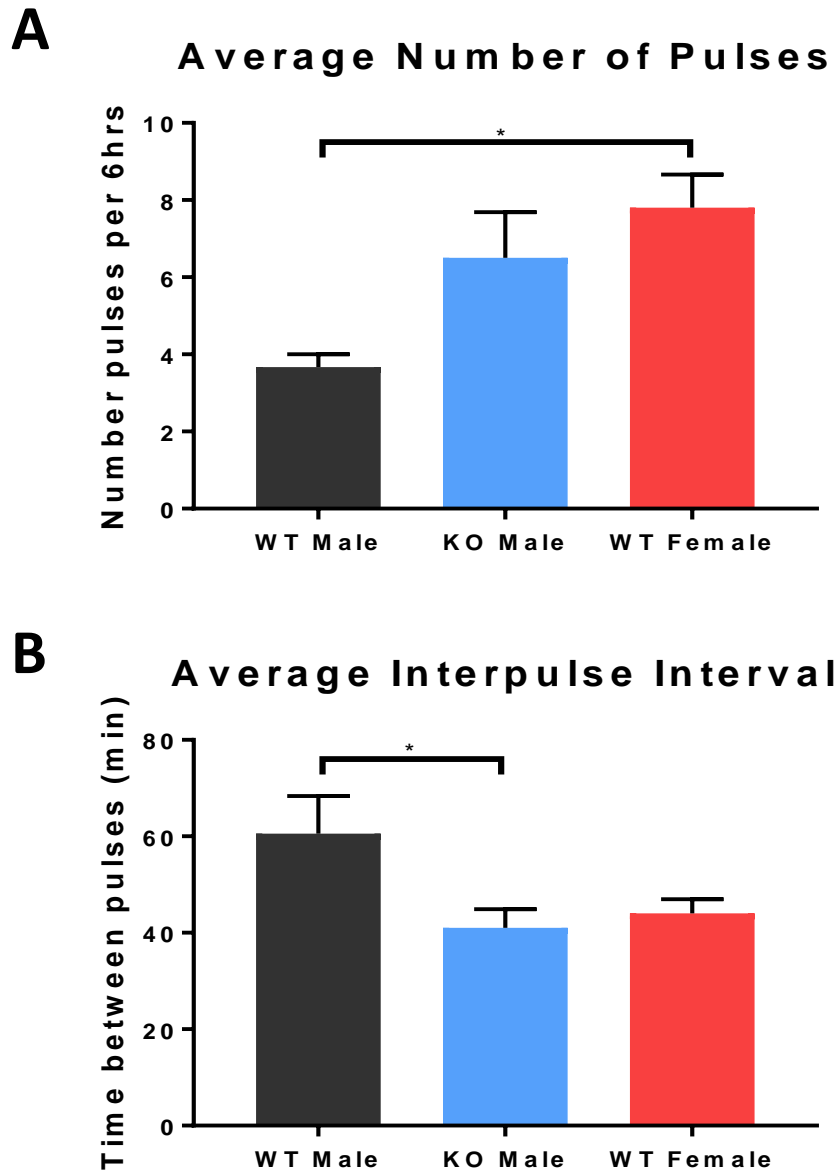 A
Average Number of Pulses
Number pulses per 6hrs
10
8
6
4
2
0
*
WT Male
KO Male
WT Female
B
Average Interpulse Interval
Time between pulses (min)
80
60
40
20
0
*
WT Male
KO Male
WT Female